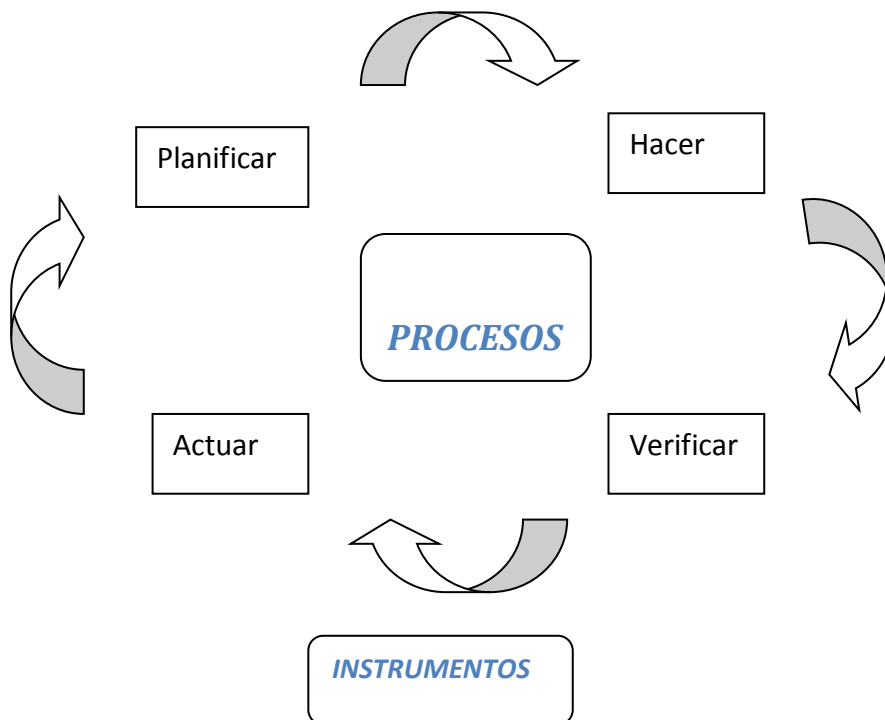 Planificar
Hacer
PROCESOS
Actuar
Verificar
INSTRUMENTOS